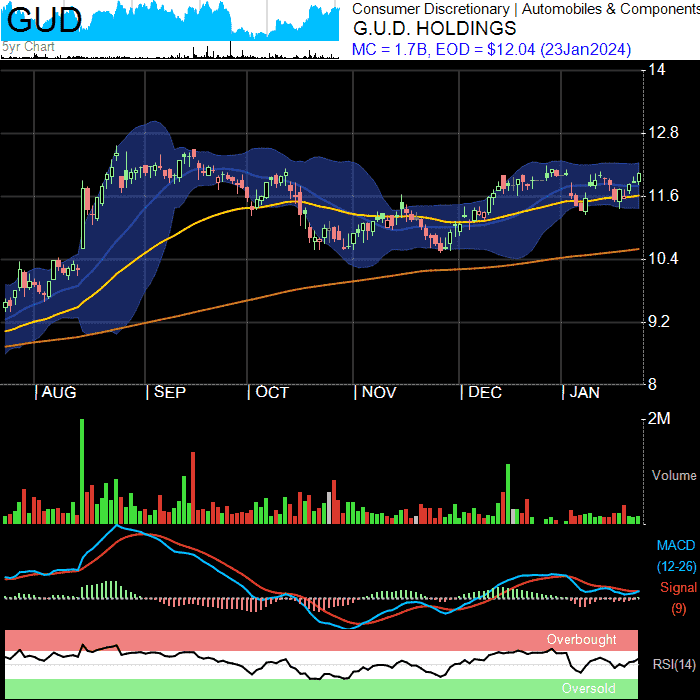 GUD
5yr Chart
Consumer Discretionary | Automobiles & Components
G.U.D. HOLDINGS
MC = 1.7B, EOD = $12.04 (23Jan2024)
14
12.8
11.6
10.4
9.2
8
AUG SEP OCT NOV DEC JAN
2M
Volume
MACD
(12-26)
Signal
(9)
Overbought
RSI(14)
Oversold